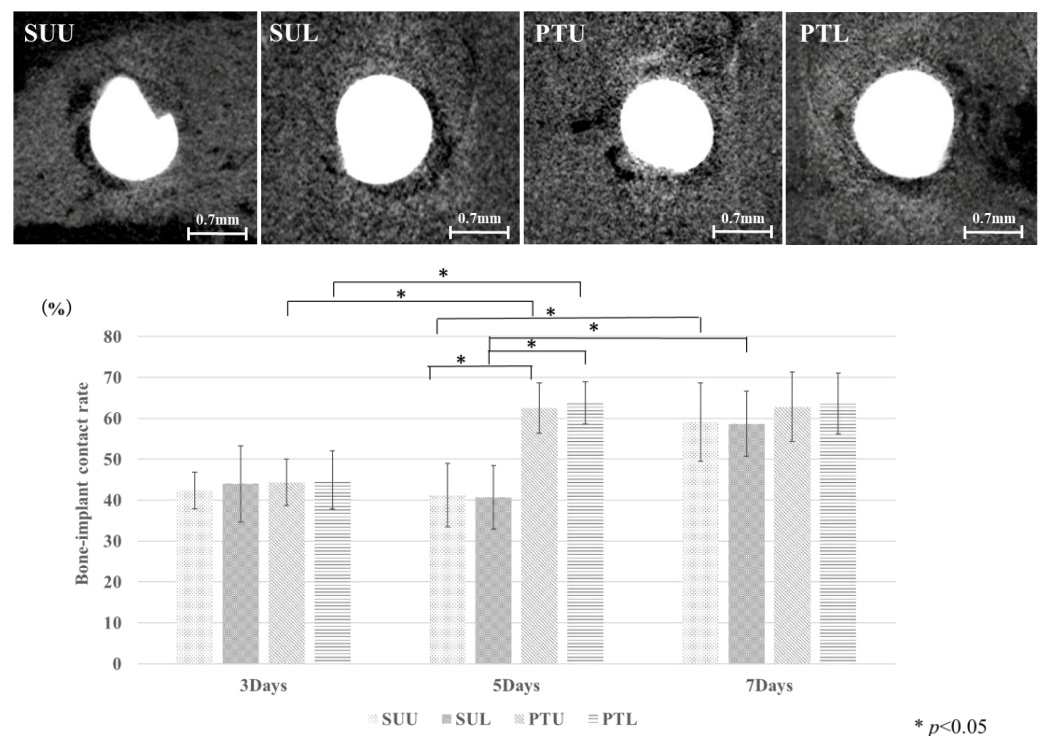 SUU SUL PTU PTL
0.7mm 0.7mm 0.7mm 0.7mm
*
*
(%)
*
*
*
*
80
70
60
50
40
30
20
10
0
Bone-implant contact rate
3Days 5Days 7Days
SUU SUL PTU PTL
* p<0.05